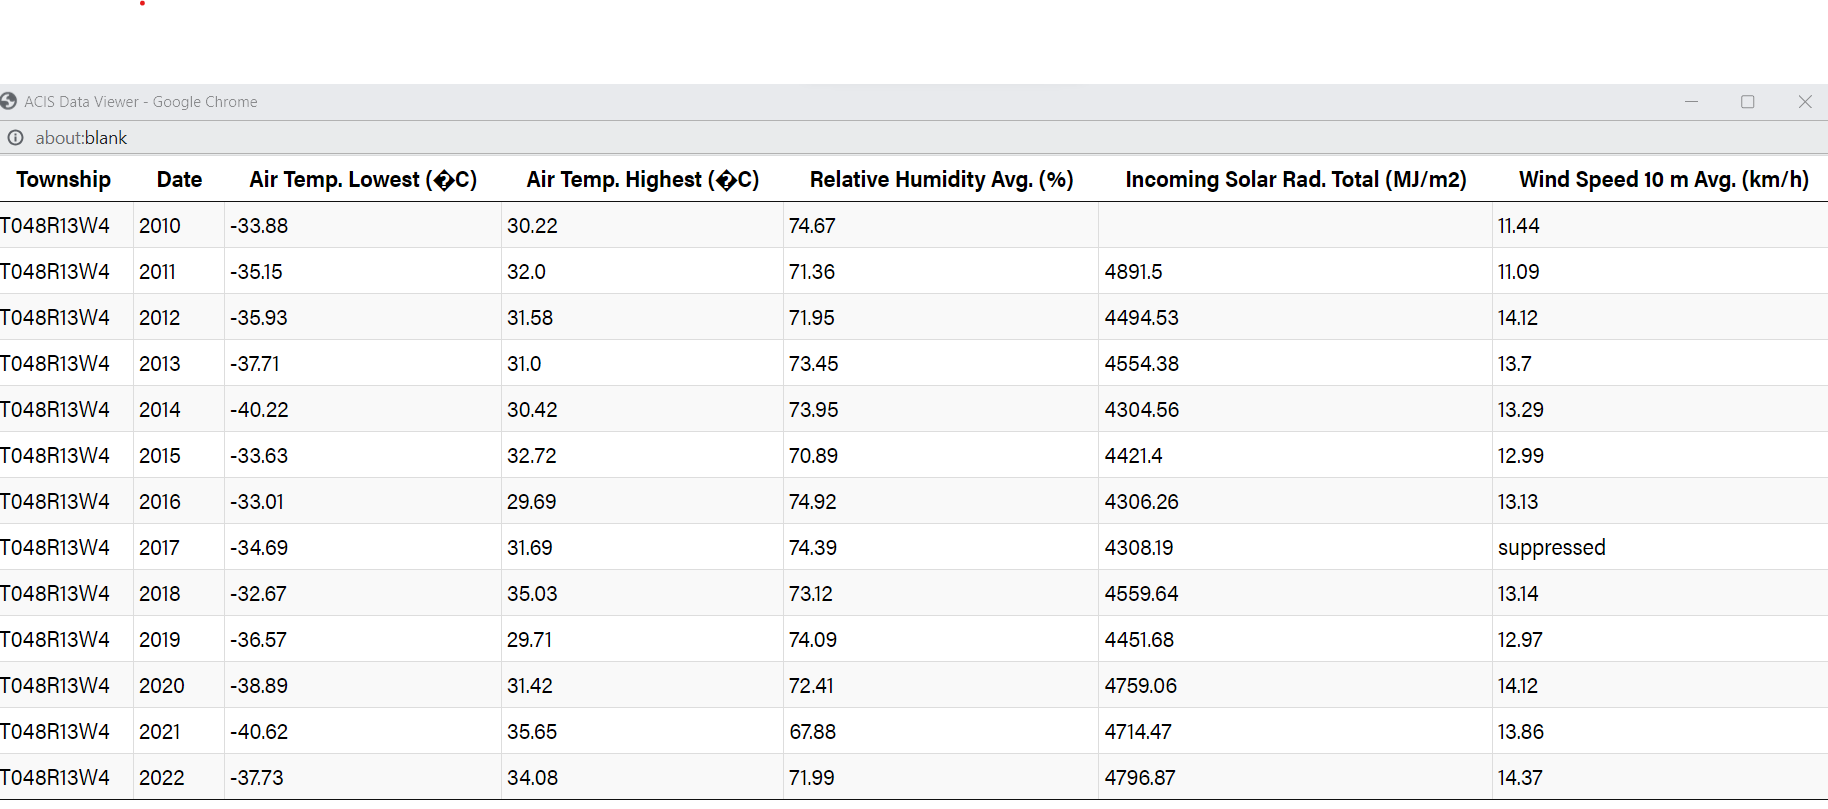 ACIS Data Viewer - Google Chrome
about:blank
Township Date Air Temp. Lowest (�C) Air Temp. Highest (�C) Relative Humidity Avg. (%) Incoming Solar Rad. Total (MJ/m2) Wind Speed 10 m Avg. (km/h)
T048R13W4 2010 -33.88 30.22 74.67 11.44
T048R13W4 2011 -35.15 32.0 71.36 4891.5 11.09
T048R13W4 2012 -35.93 31.58 71.95 4494.53 14.12
T048R13W4 2013 -37.71 31.0 73.45 4554.38 13.7
T048R13W4 2014 -40.22 30.42 73.95 4304.56 13.29
T048R13W4 2015 -33.63 32.72 70.89 4421.4 12.99
T048R13W4 2016 -33.01 29.69 74.92 4306.26 13.13
T048R13W4 2017 -34.69 31.69 74.39 4308.19 suppressed
T048R13W4 2018 -32.67 35.03 73.12 4559.64 13.14
T048R13W4 2019 -36.57 29.71 74.09 4451.68 12.97
T048R13W4 2020 -38.89 31.42 72.41 4759.06 14.12
T048R13W4 2021 -40.62 35.65 67.88 4714.47 13.86
T048R13W4 2022 -37.73 34.08 71.99 4796.87 14.37